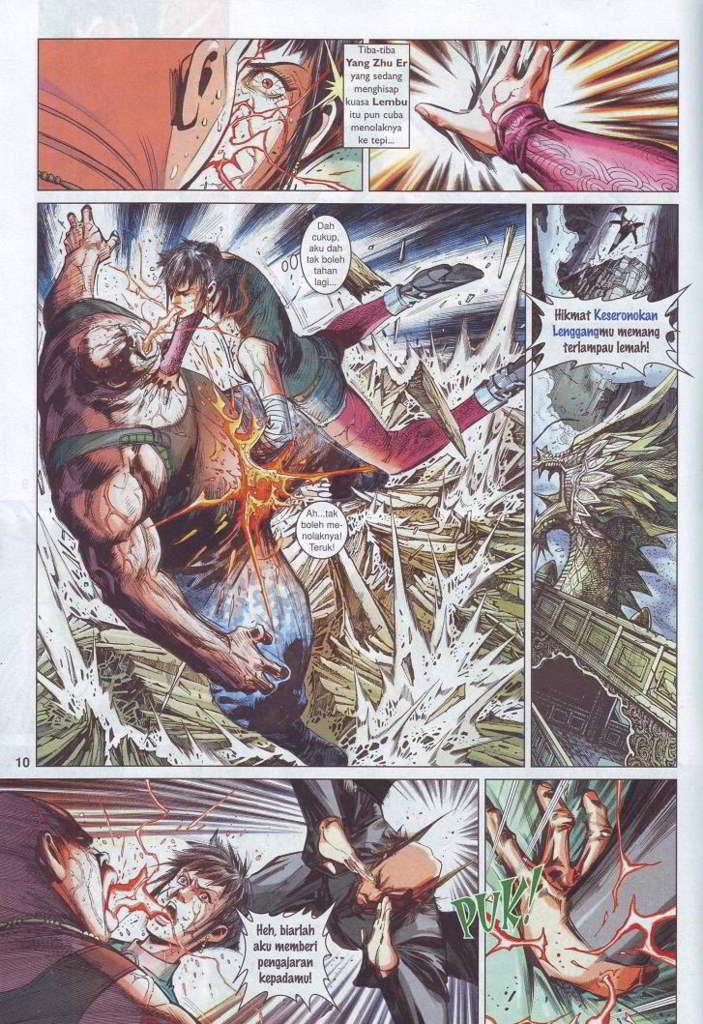 Tiba-tiba
Yang Zhu Er
yang sedang
menghisap
kuasa Lembu
itu pun cuba
menolaknya
ke tepi...
Dah
cukup,
aku dah
tak boleh
tahan
lagi...
Ah...tak
boleh me-
nolaknya!
Teruk!
Hikmat Keseronokan
Lenggangmu memang
terlampau lemah!
10
Heh, biarlah
aku memberi
pengajaran
kepadamu!
PUK!